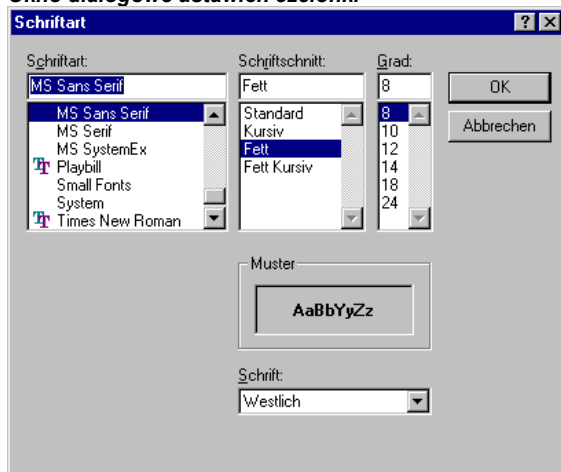 Okno dialogowe ustawień czcionki
Schriftart
Schriftart:
MS Sans Serif
MS Sans Serif
MS Serif
MS SystemEx
Playbill
Small Fonts
System
Times New Roman
Schriftschnitt:
Fett
Standard
Kursiv
Fett
Fett Kursiv
Grad:
8
8
10
12
14
18
24
OK
Abbrechen
Muster
AaBbYyZz
Schrift:
Westlich